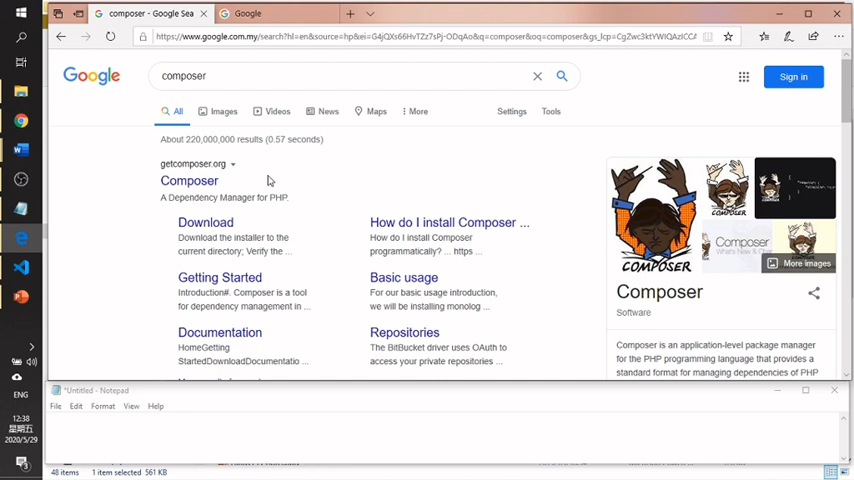 composer - Google Sea
Google
https://www.google.com.my/search?hl=en&source=hp&ei=G4jQXs66HvTZz7sPj-ODqAo&q=composer&oq=composer&gs_lcp=CgZwc3ktYWIQAzICCA
Google
composer
Sign in
All
Images
Videos
News
Maps
More
Settings
Tools
About 220,000,000 results (0.57 seconds)
getcomposer.org
Composer
A Dependency Manager for PHP.
Download
Download the installer to the
current directory; Verify the ...
How do I install Composer ...
How do I install Composer
programmatically? ... https ...
Getting Started
Introduction#. Composer is a tool
for dependency management in ...
Basic usage
For our basic usage introduction,
we will be installing monolog ...
Documentation
HomeGetting
StartedDownloadDocumentatio ...
Repositories
The BitBucket driver uses OAuth to
access your private repositories ...
COMPOSER
Composer
What's New &
More images
Composer
Software
Composer is an application-level package manager
for the PHP programming language that provides a
standard format for managing dependencies of PHP
*Untitled - Notepad
File Edit Format View Help
48 items 1 item selected 561 KB
ENG
12:38
星期五
2020/5/29